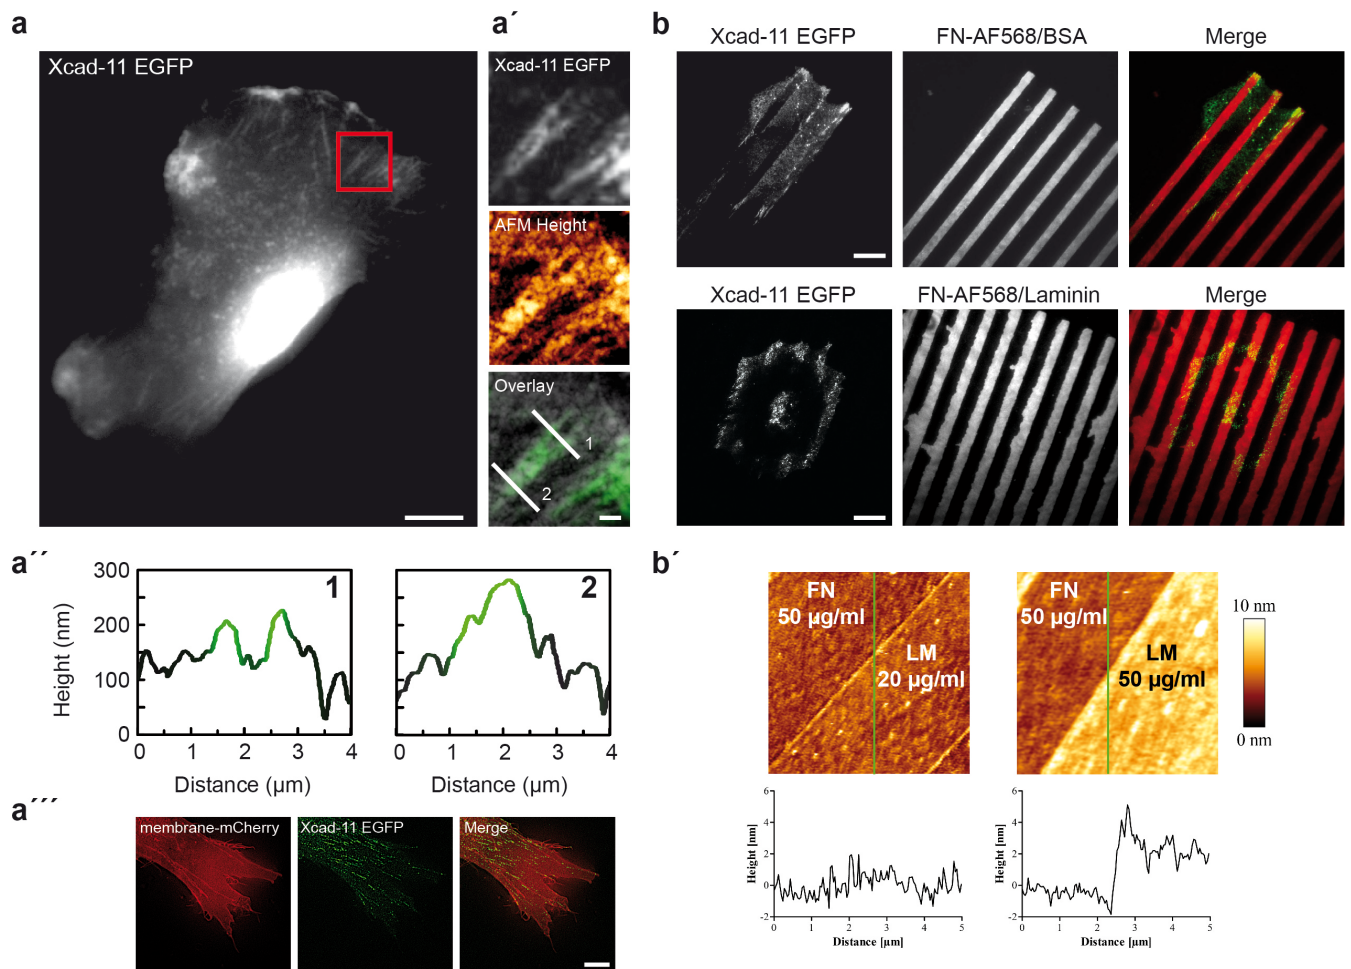 a
Xcad-11 EGFP
a´
Xcad-11 EGFP
AFM Height
Overlay
1
2
b
Xcad-11 EGFP
FN-AF568/BSA
Merge
Xcad-11 EGFP
FN-AF568/Laminin
Merge
a´´
300
200
100
0
Height (nm)
1
0 1 2 3 4
Distance (µm)
2
0 1 2 3 4
Distance (µm)
a´´´
membrane-mCherry
Xcad-11 EGFP
Merge
b´
FN
50 µg/ml
LM
20 µg/ml
FN
50 µg/ml
LM
50 µg/ml
10 nm
0 nm
6
4
2
0
-2
Height [nm]
0 1 2 3 4 5
Distance [µm]
6
4
2
0
-2
Height [nm]
0 1 2 3 4 5
Distance [µm]